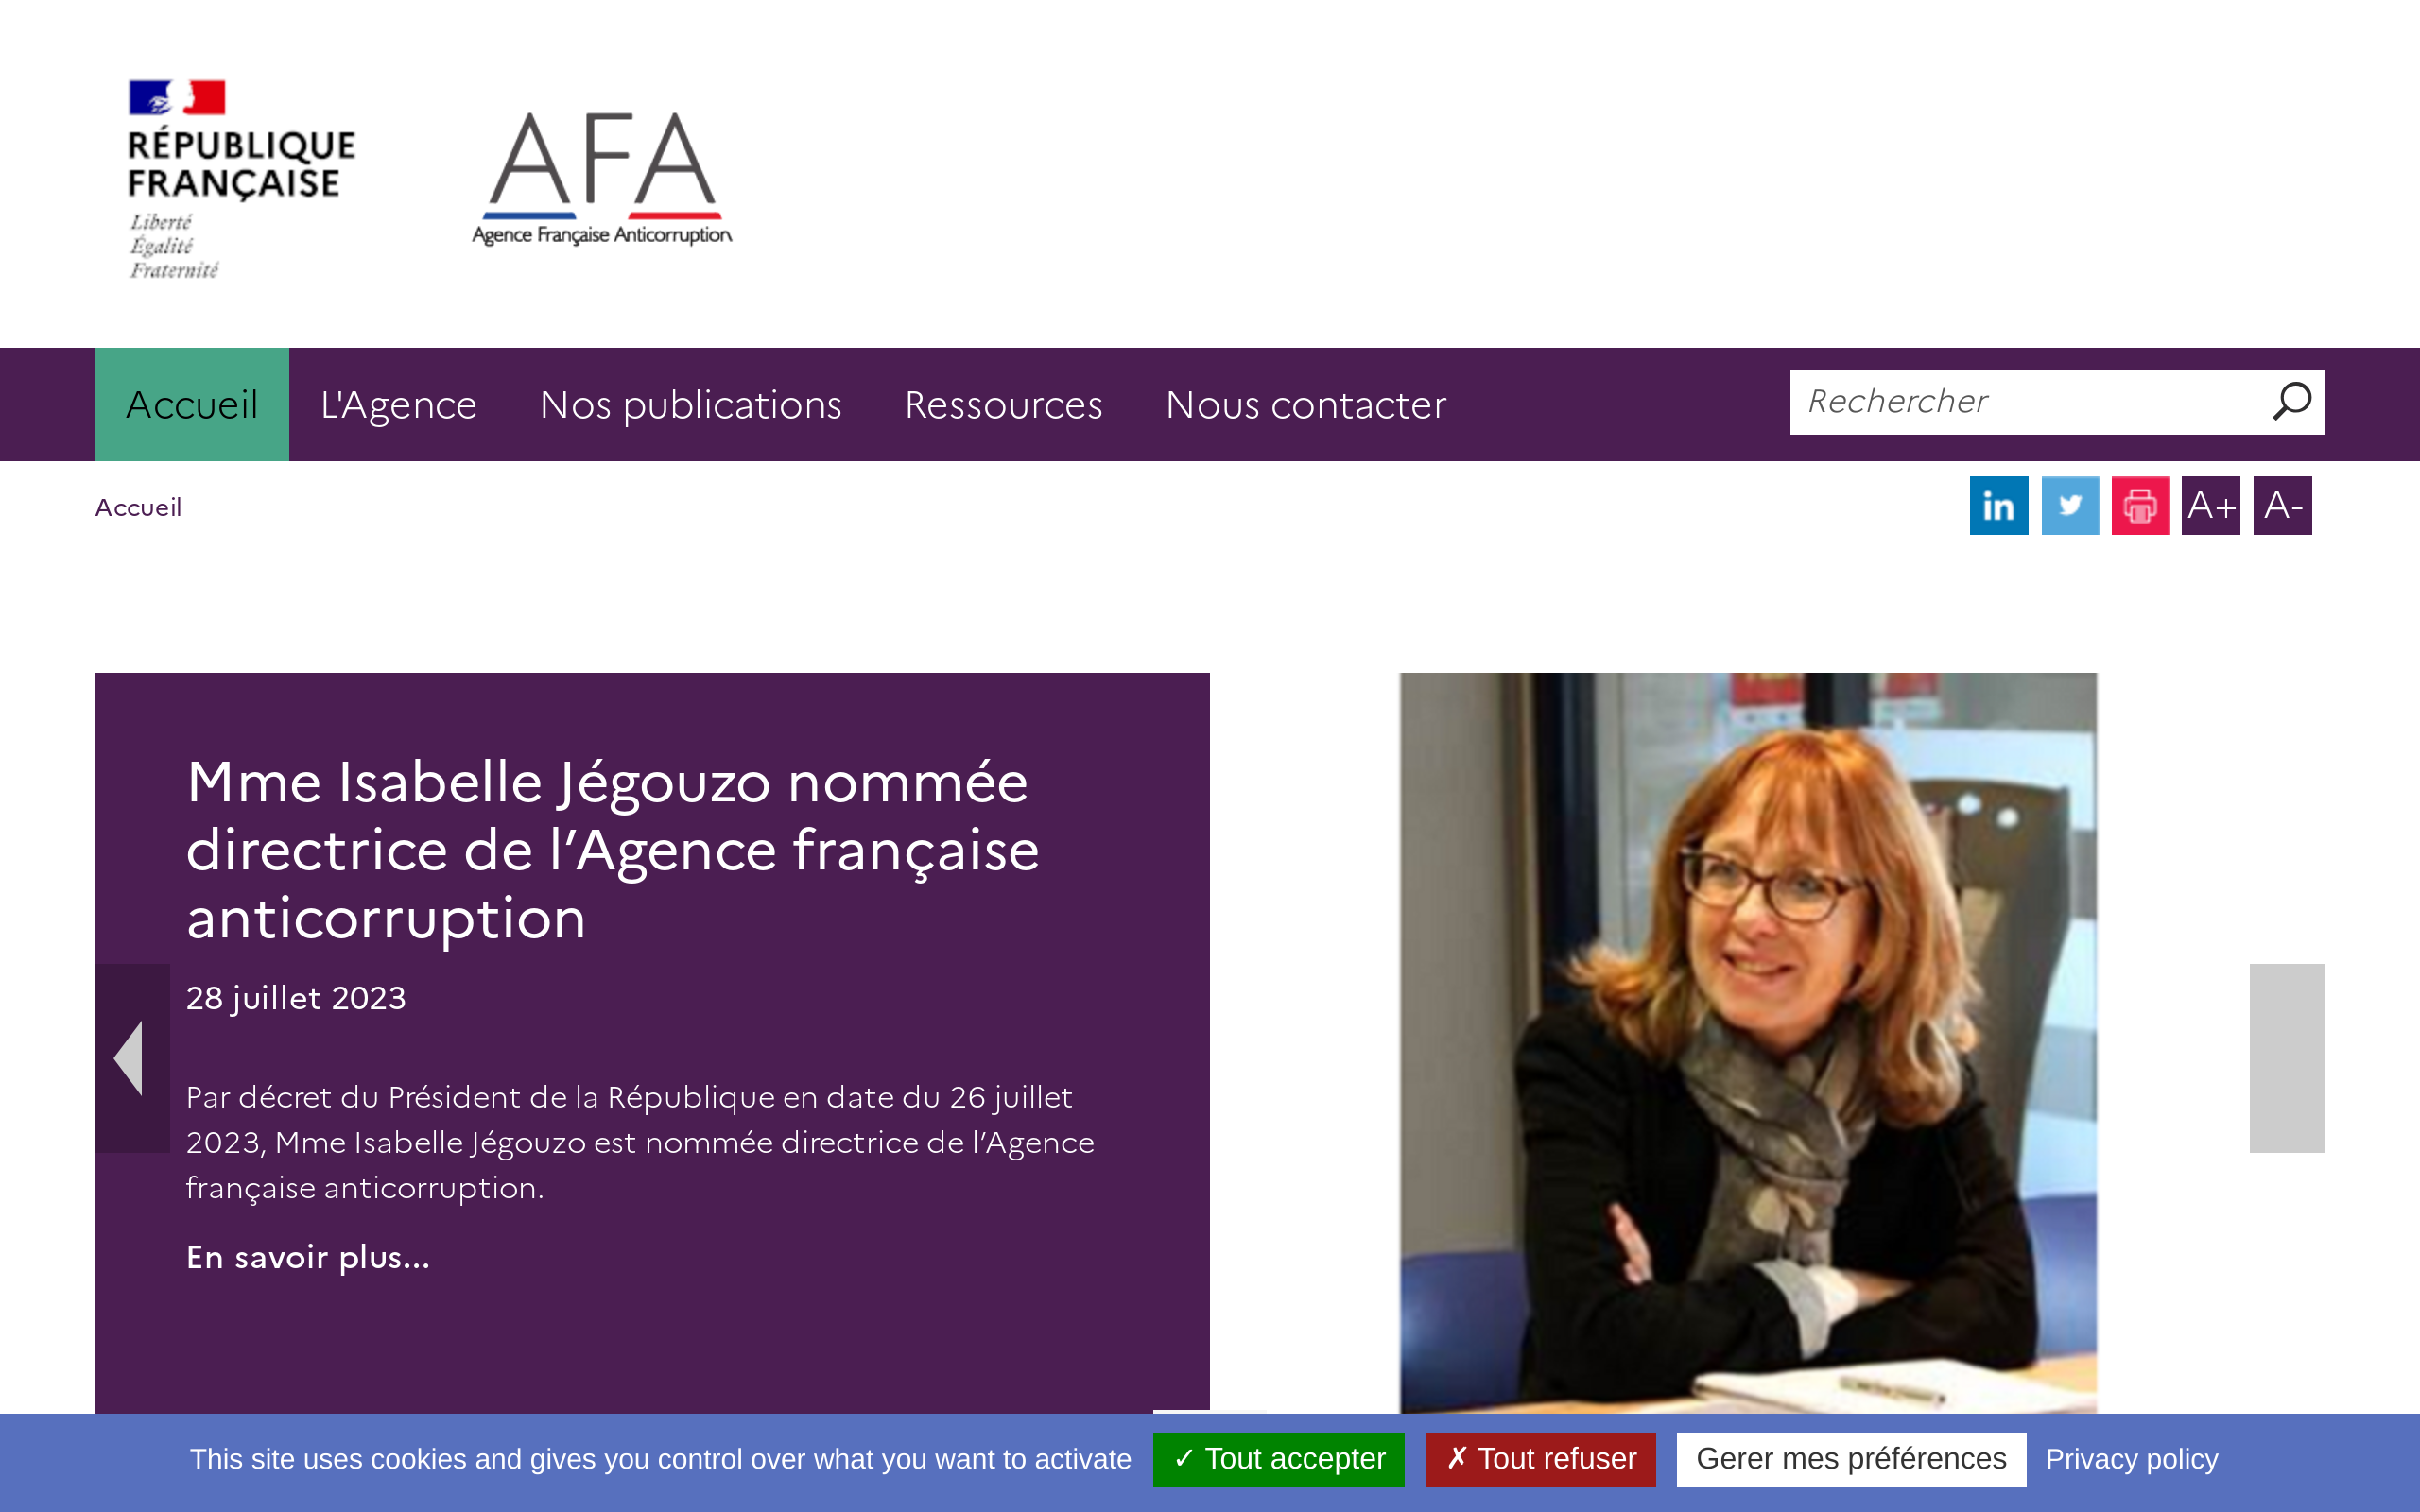 RÉPUBLIQUE
FRANÇAISE
Liberté
Égalité
Fraternité
AFA
Agence Française Anticorruption
Accueil L'Agence Nos publications Ressources Nous contacter Rechercher
Accueil
in A+ A-
Mme Isabelle Jégouzo nommée
directrice de l’Agence française
anticorruption
28 juillet 2023
Par décret du Président de la République en date du 26 juillet
2023, Mme Isabelle Jégouzo est nommée directrice de l’Agence
française anticorruption.
En savoir plus...
This site uses cookies and gives you control over what you want to activate ✓ Tout accepter ✗ Tout refuser Gerer mes préférences Privacy policy